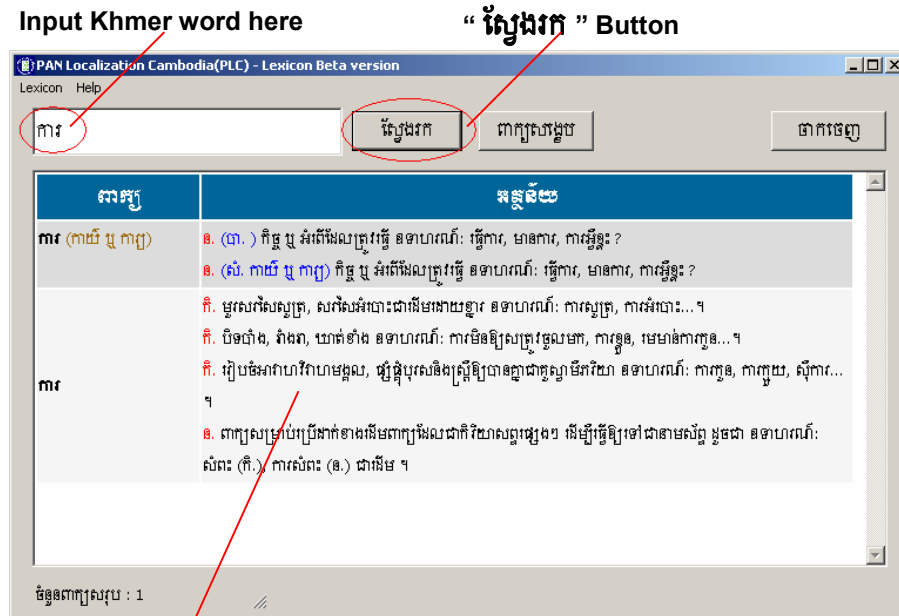 Input Khmer word here “ ស្វែងរក ” Button
PAN Localization Cambodia(PLC) - Lexicon Beta version
Lexicon Help
ការ ស្វែងរក ពាក្យសង្ខេប ចាកចេញ
ពាក្យ អត្ថន័យ
ការ (កាយ៌ ឬ ការ្យ) ន. (បា. ) កិច្ច ឬ អំពើដែលត្រូវធ្វើ ឧទាហរណ៍: ធ្វើការ, មានការ, ការអ្វីខ្លះ ?
ន. (សំ. កាយ៌ ឬ ការ្យ) កិច្ច ឬ អំពើដែលត្រូវធ្វើ ឧទាហរណ៍: ធ្វើការ, មានការ, ការអ្វីខ្លះ ?
ការ កិ. មួរសរសៃសូត្រ, សរសៃអំបោះជាដើមដោយខ្នារ ឧទាហរណ៍: ការសូត្រ, ការអំបោះ...។
កិ. បិទបាំង, រាំងរា, ឃាត់ខាំង ឧទាហរណ៍: ការមិនឱ្យសត្រូវចូលមក, ការខ្លួន, រមមាន់ការកូន...។
កិ. រៀបចំអាវាហវិវាហមង្គល, ផ្សំផ្គុំបុរសនិងស្ត្រីឱ្យបានគ្នាជាគូស្វាមីភរិយា ឧទាហរណ៍: ការកូន, ការក្មួយ, ស៊ីការ...
។
ន. ពាក្យសម្រាប់ប្រើដាក់ខាងដើមពាក្យដែលជាកិរិយាសព្ទផ្សេងៗ ដើម្បីធ្វើឱ្យទៅជានាមស័ព្ទ ដូចជា ឧទាហរណ៍:
សំពះ (កិ.), ការសំពះ (ន.) ជាដើម ។
ចំនួនពាក្យសរុប : 1